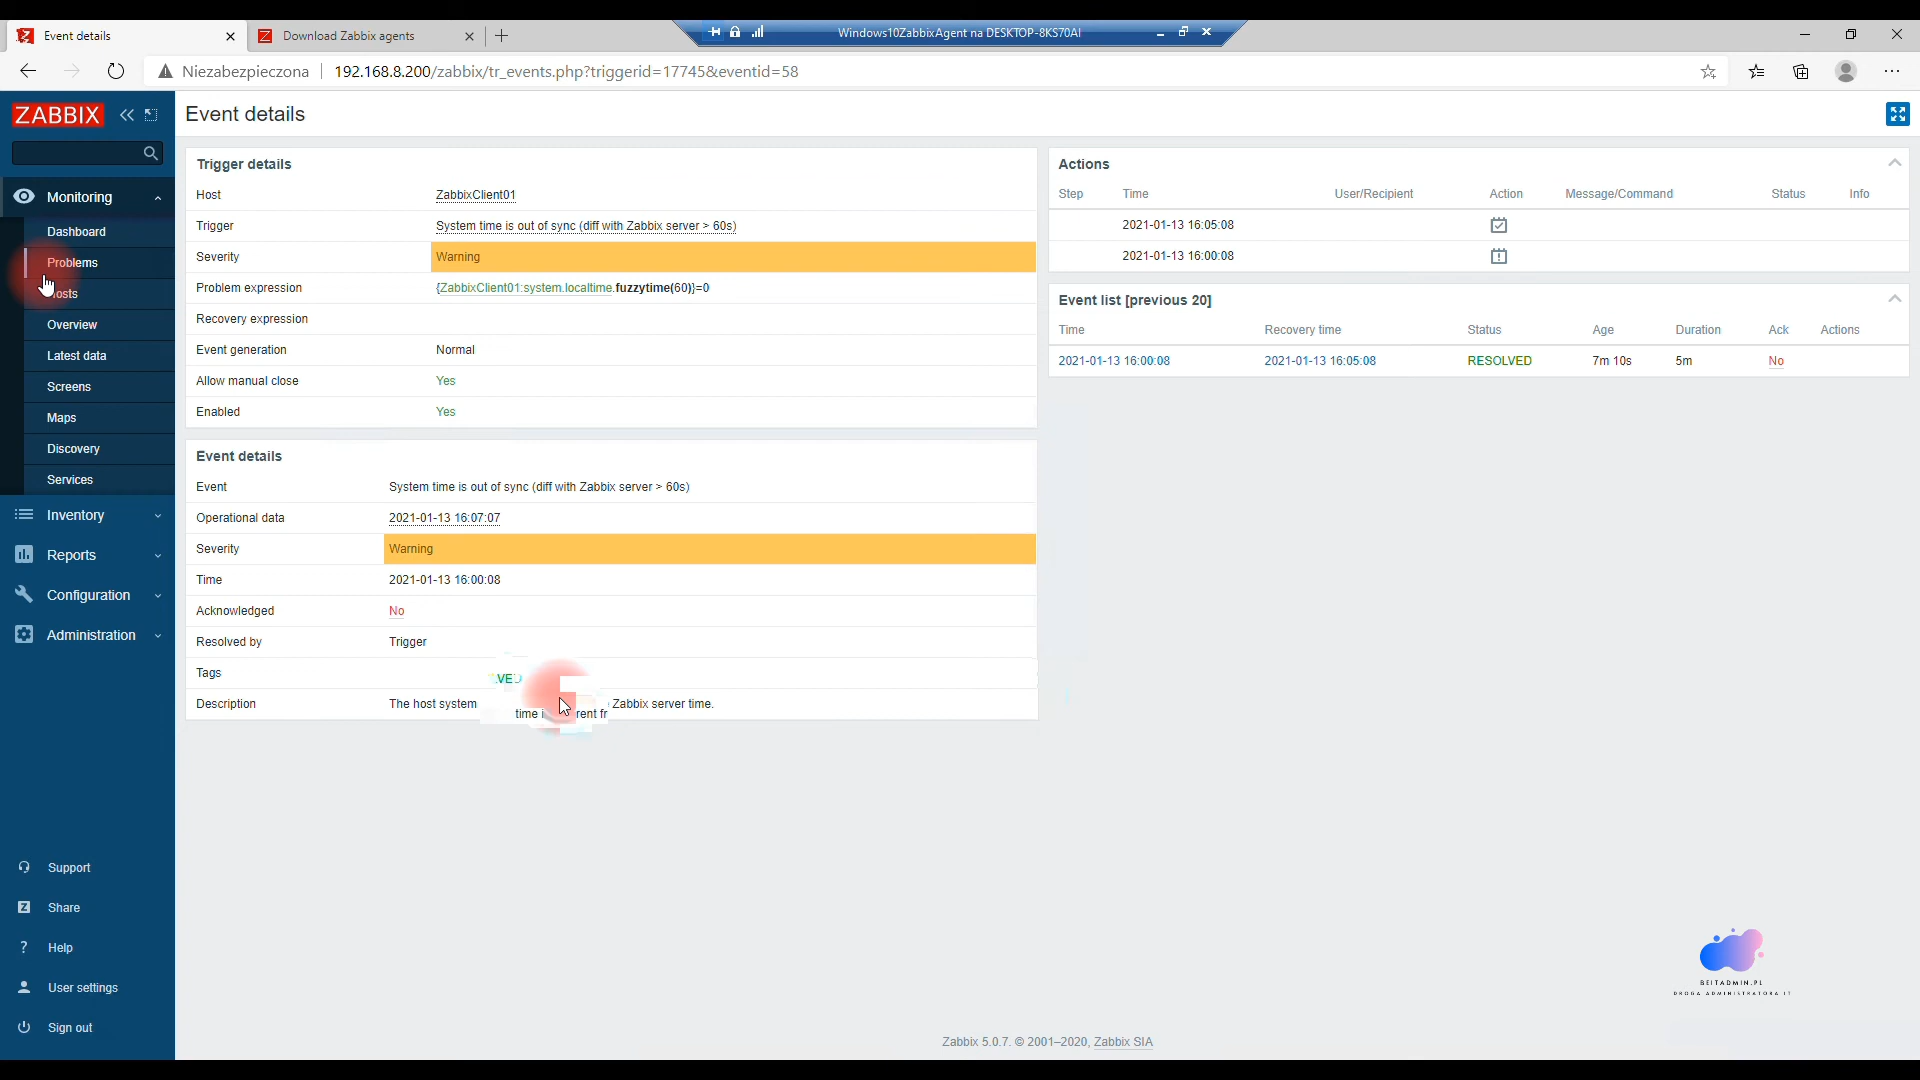 Event details
Download Zabbix agents
Windows10ZabbixAgent na DESKTOP-8KS70AI
Niezabezpieczona
192.168.8.200/zabbix/tr_events.php?triggerid=17745&eventid=58
ZABBIX
Monitoring
Dashboard
Problems
osts
Overview
Latest data
Screens
Maps
Discovery
Services
Inventory
Reports
Configuration
Administration
Support
Share
Help
User settings
Sign out
Event details
Trigger details
Host ZabbixClient01
Trigger System time is out of sync (diff with Zabbix server > 60s)
Severity Warning
Problem expression {ZabbixClient01:system.localtime.fuzzytime(60)}=0
Recovery expression
Event generation Normal
Allow manual close Yes
Enabled Yes
Event details
Event System time is out of sync (diff with Zabbix server > 60s)
Operational data 2021-01-13 16:07:07
Severity Warning
Time 2021-01-13 16:00:08
Acknowledged No
Resolved by Trigger
Tags
Description The host system Zabbix server time.
time
Actions
Step Time User/Recipient Action Message/Command Status Info
2021-01-13 16:05:08
2021-01-13 16:00:08
Event list [previous 20]
Time Recovery time Status Age Duration Ack Actions
2021-01-13 16:00:08 2021-01-13 16:05:08 RESOLVED 7m 10s 5m No
BEITADMIN.PL
DROGA ADMINISTRATORA IT
Zabbix 5.0.7. © 2001–2020, Zabbix SIA